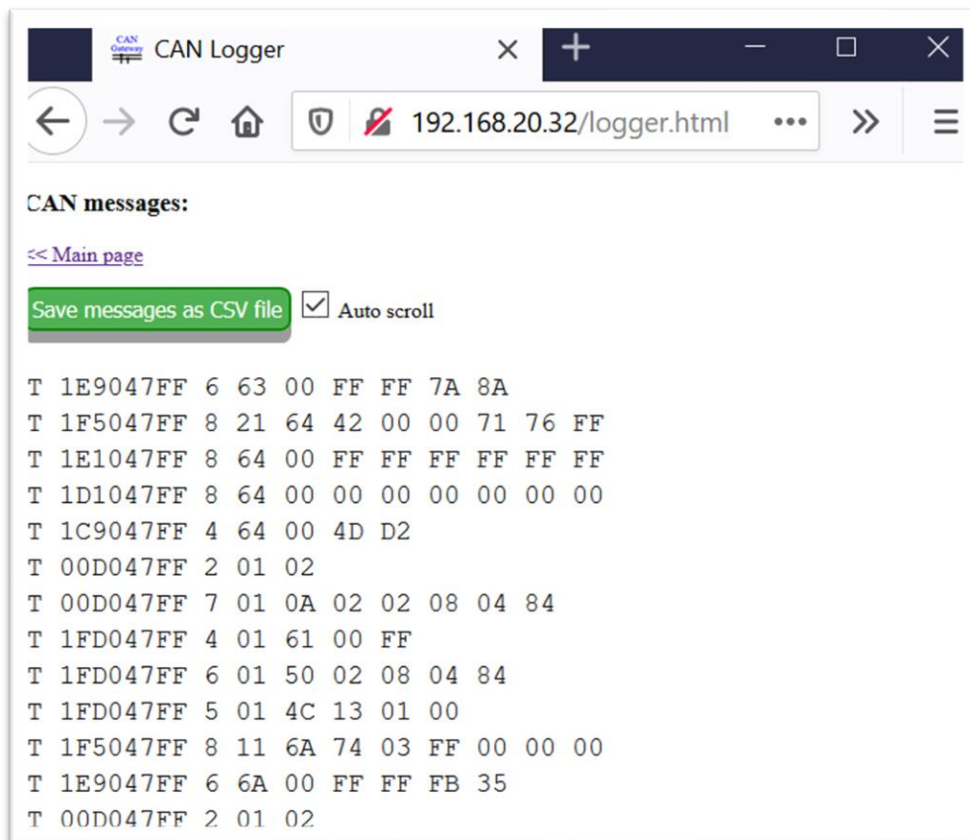 CAN Gateway CAN Logger
192.168.20.32/logger.html
CAN messages:
<< Main page
Save messages as CSV file Auto scroll
T 1E9047FF 6 63 00 FF FF 7A 8A
T 1F5047FF 8 21 64 42 00 00 71 76 FF
T 1E1047FF 8 64 00 FF FF FF FF FF FF
T 1D1047FF 8 64 00 00 00 00 00 00 00
T 1C9047FF 4 64 00 4D D2
T 00D047FF 2 01 02
T 00D047FF 7 01 0A 02 02 08 04 84
T 1FD047FF 4 01 61 00 FF
T 1FD047FF 6 01 50 02 08 04 84
T 1FD047FF 5 01 4C 13 01 00
T 1F5047FF 8 11 6A 74 03 FF 00 00 00
T 1E9047FF 6 6A 00 FF FF FB 35
T 00D047FF 2 01 02